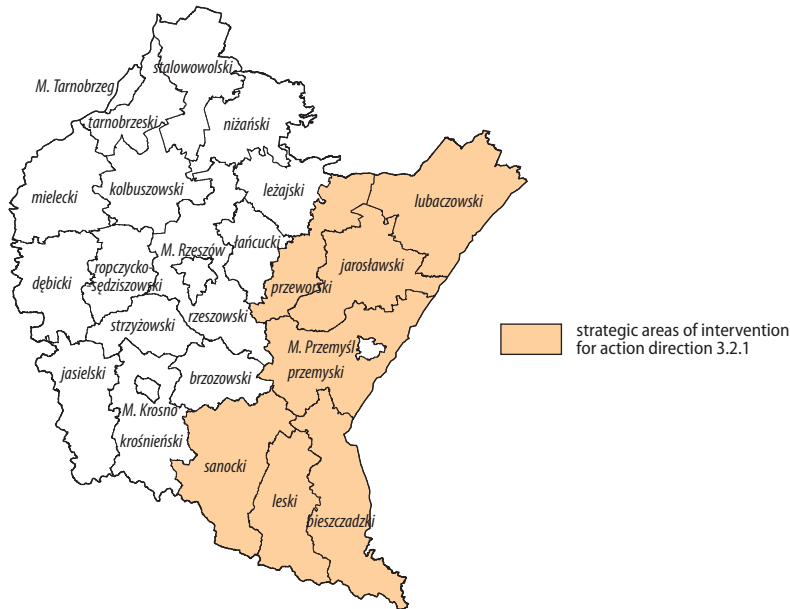 stalowowolski
M. Tarnobrzeg
tarnobrzeski
niżański
kolbuszowski
leżajski
mielecki
lubaczowski
łańcucki
M. Rzeszów
jarosławski
dębicki
ropczycko-
sędziszowski
przeworski
rzeszowski
strzyżowski
strategic areas of intervention
for action direction 3.2.1
M. Przemyśl
przemyski
jasielski
brzozowski
M. Krosno
krośnieński
sanocki
leski
bieszczadzki